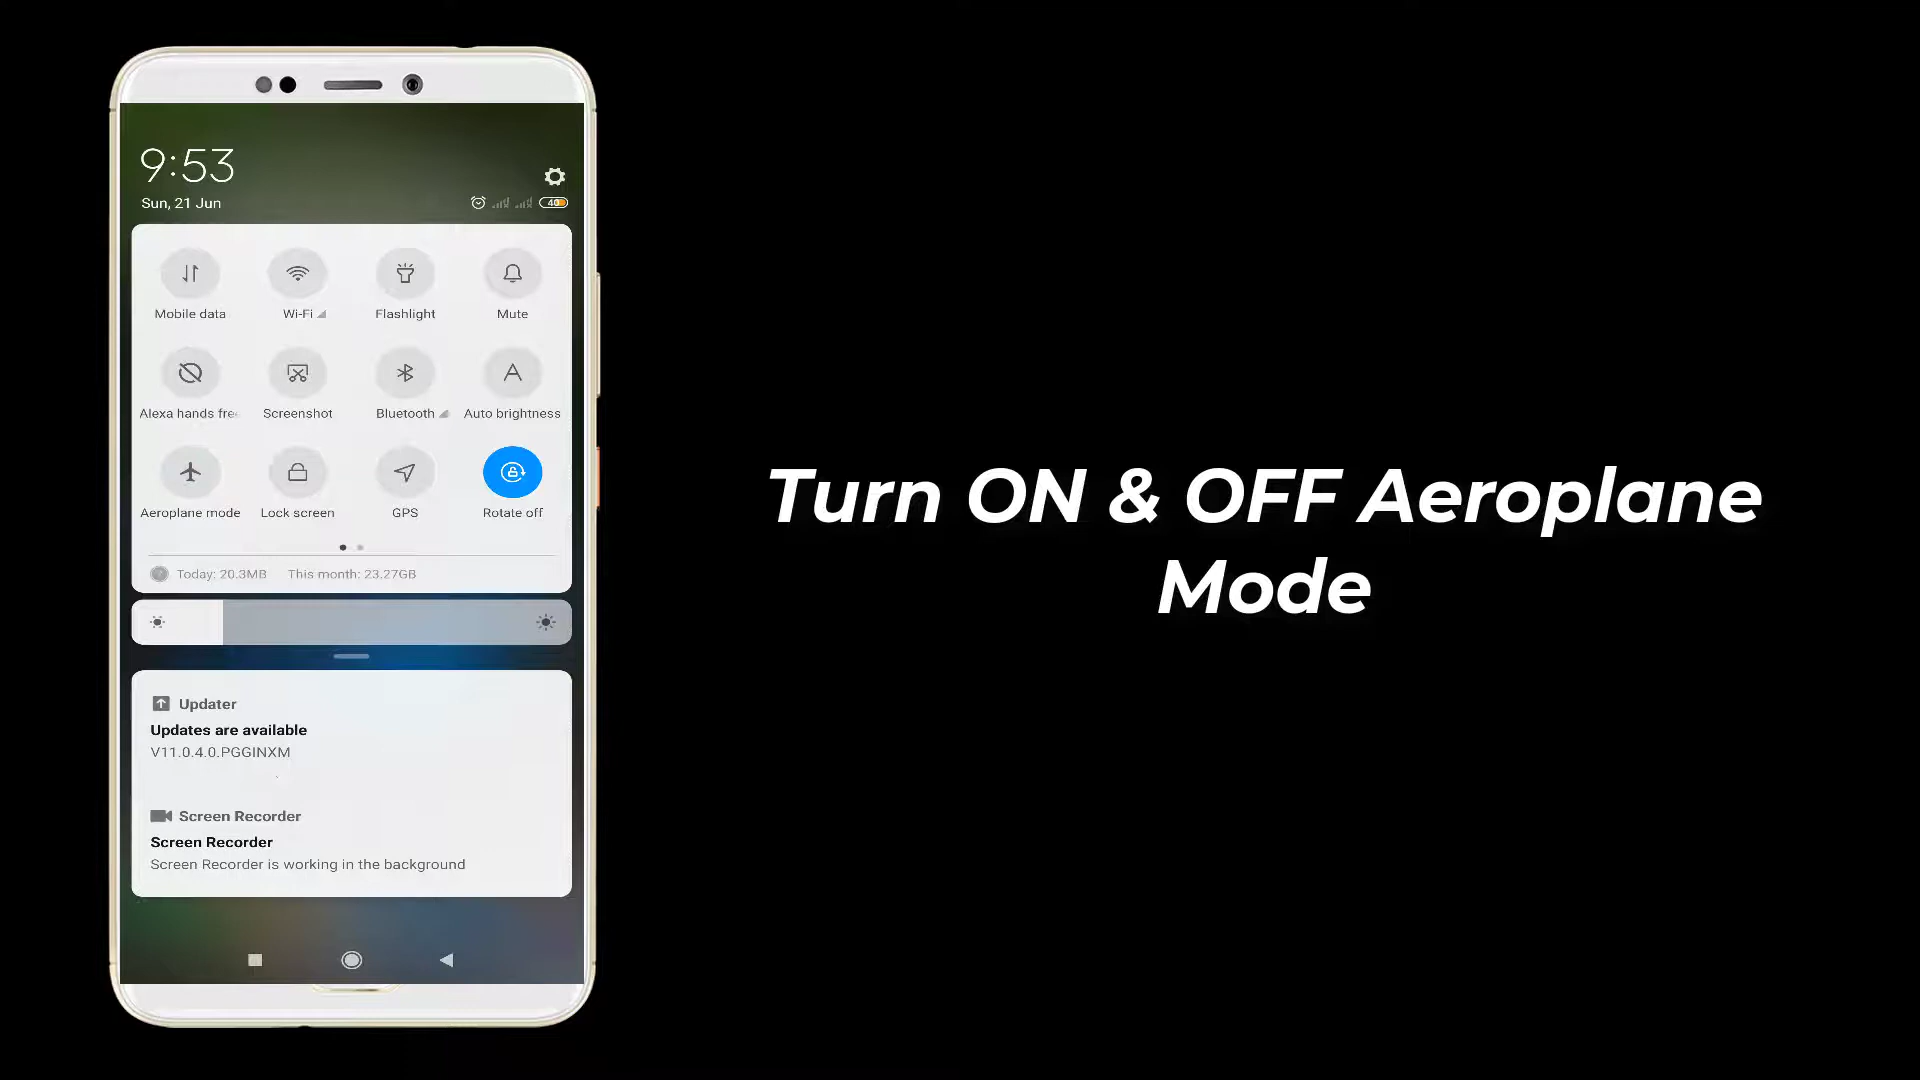 9:53
Sun, 21 Jun
40
Mobile data
Wi-Fi
Flashlight
Mute
Alexa hands fre
Screenshot
Bluetooth
Auto brightness
Aeroplane mode
Lock screen
GPS
Rotate off
Today: 20.3MB This month: 23.27GB
Updater
Updates are available
V11.0.4.0.PGGINXM
Screen Recorder
Screen Recorder
Screen Recorder is working in the background
Turn ON & OFF Aeroplane
Mode